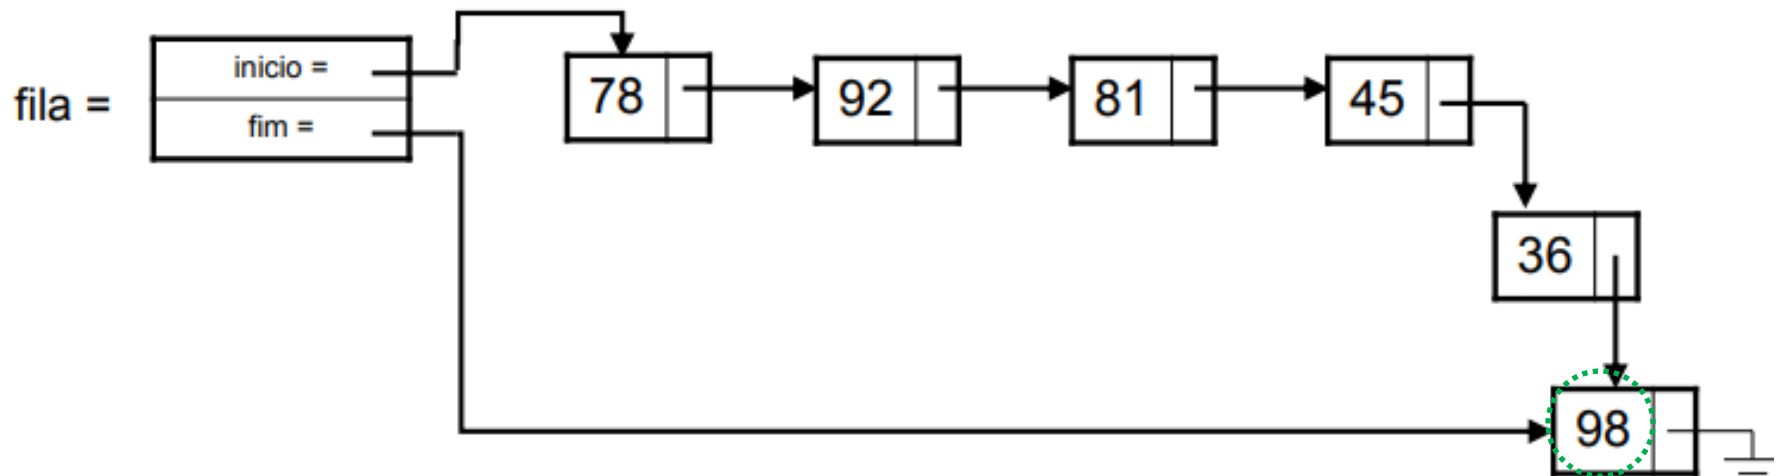 fila =
inicio =
fim =
78
92
81
45
36
98